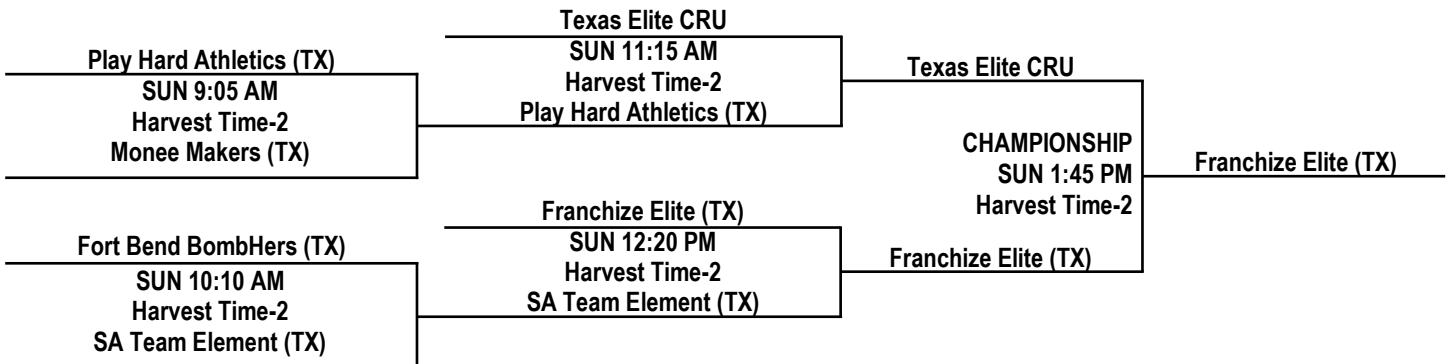 Texas Elite CRU
Play Hard Athletics (TX)
SUN 11:15 AM
Texas Elite CRU
SUN 9:05 AM
Harvest Time-2
Harvest Time-2
Play Hard Athletics (TX)
Monee Makers (TX)
CHAMPIONSHIP
SUN 1:45 PM
Franchize Elite (TX)
Harvest Time-2
Franchize Elite (TX)
Fort Bend BombHers (TX)
SUN 12:20 PM
Franchize Elite (TX)
SUN 10:10 AM
Harvest Time-2
Harvest Time-2
SA Team Element (TX)
SA Team Element (TX)